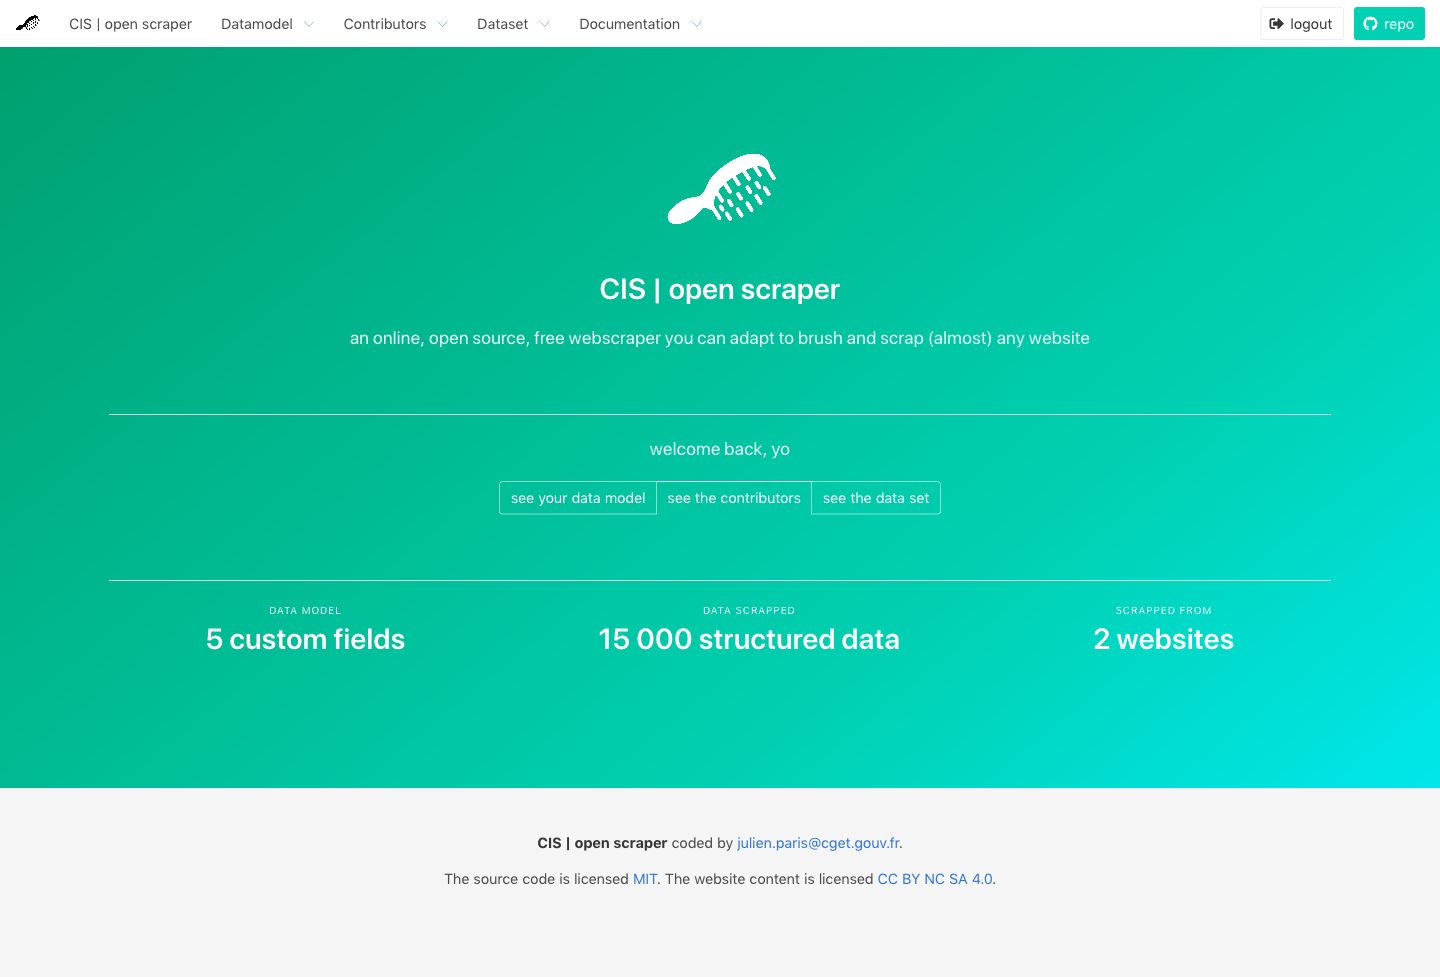 CIS | open scraper Datamodel Contributors Dataset Documentation logout repo
CIS | open scraper
an online, open source, free webscraper you can adapt to brush and scrap (almost) any website
welcome back, yo
see your data model see the contributors see the data set
DATA MODEL DATA SCRAPPED SCRAPPED FROM
5 custom fields 15 000 structured data 2 websites
CIS | open scraper coded by julien.paris@cget.gouv.fr.
The source code is licensed MIT. The website content is licensed CC BY NC SA 4.0.